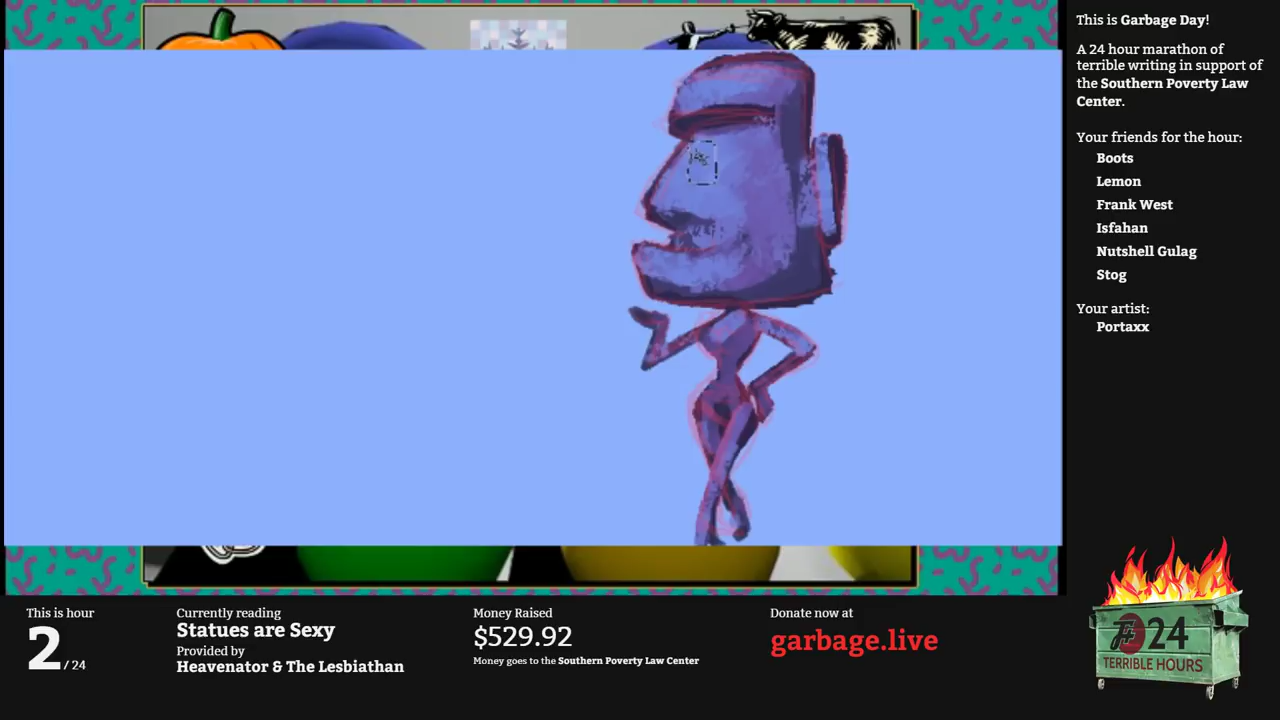 This is Garbage Day!
A 24 hour marathon of
terrible writing in support of
the Southern Poverty Law
Center.
Your friends for the hour:
Boots
Lemon
Frank West
Isfahan
Nutshell Gulag
Stog
Your artist:
Portaxx
This is hour
2 / 24
Currently reading
Statues are Sexy
Provided by
Heavenator & The Lesbiathan
Money Raised
$529.92
Money goes to the Southern Poverty Law Center
Donate now at
garbage.live
24
TERRIBLE HOURS